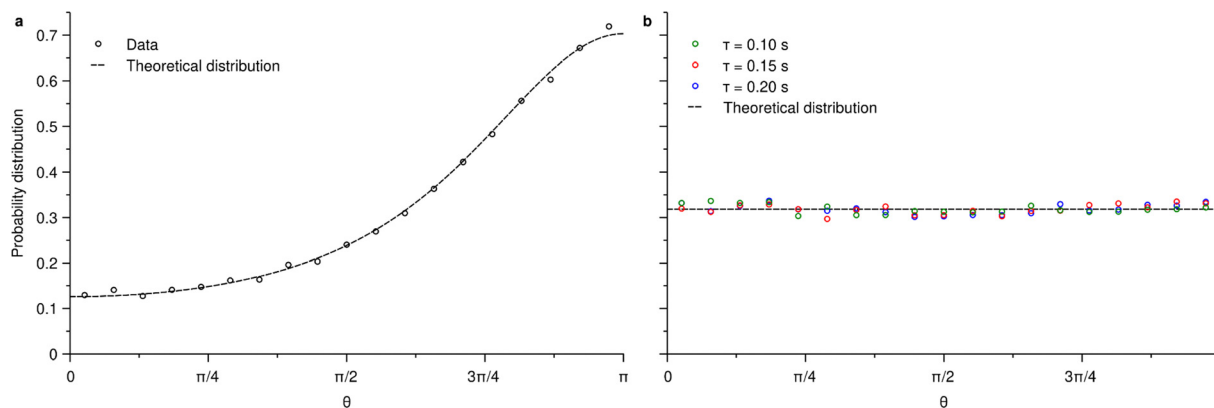 a
0.7
0.6
0.5
0.4
0.3
0.2
0.1
0
Probability distribution
Data
Theoretical distribution
0 π/4 π/2 3π/4 π
θ
b
τ = 0.10 s
τ = 0.15 s
τ = 0.20 s
Theoretical distribution
0 π/4 π/2 3π/4
θ